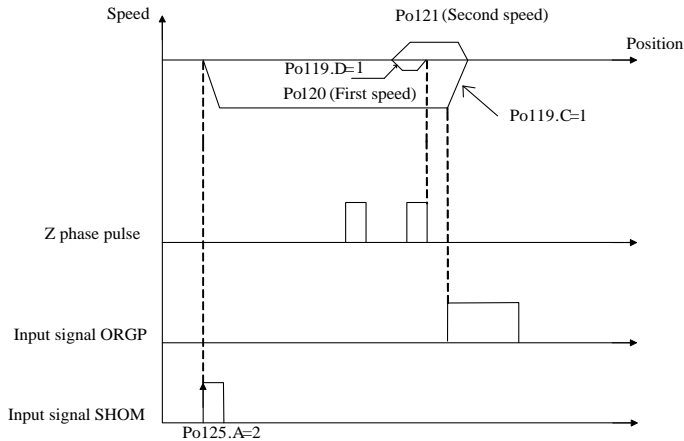 Speed
Po121 (Second speed)
Position
Po119.D=1
Po120 (First speed)
Po119.C=1
Z phase pulse
Input signal ORGP
Input signal SHOM
Po125.A=2